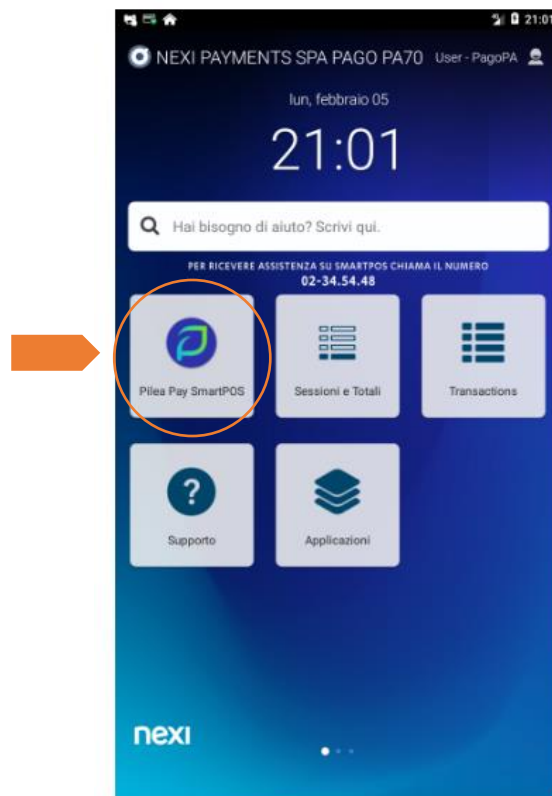 21:01
NEXI PAYMENTS SPA PAGO PA70 User - PagoPA
lun, febbraio 05
21:01
Hai bisogno di aiuto? Scrivi qui.
PER RICEVERE ASSISTENZA SU SMARTPOS CHIAMA IL NUMERO
02-34.54.48
Pilea Pay SmartPOS
Sessioni e Totali
Transactions
?
Supporto
Applicazioni
nexi